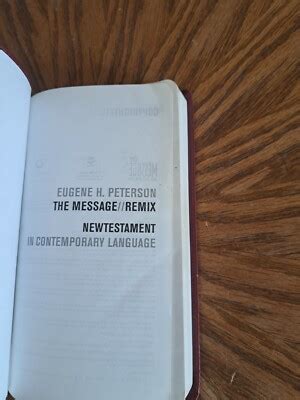 EUGENE H. PETERSON
THE MESSAGE//REMIX
NEWTESTAMENT
IN CONTEMPORARY LANGUAGE